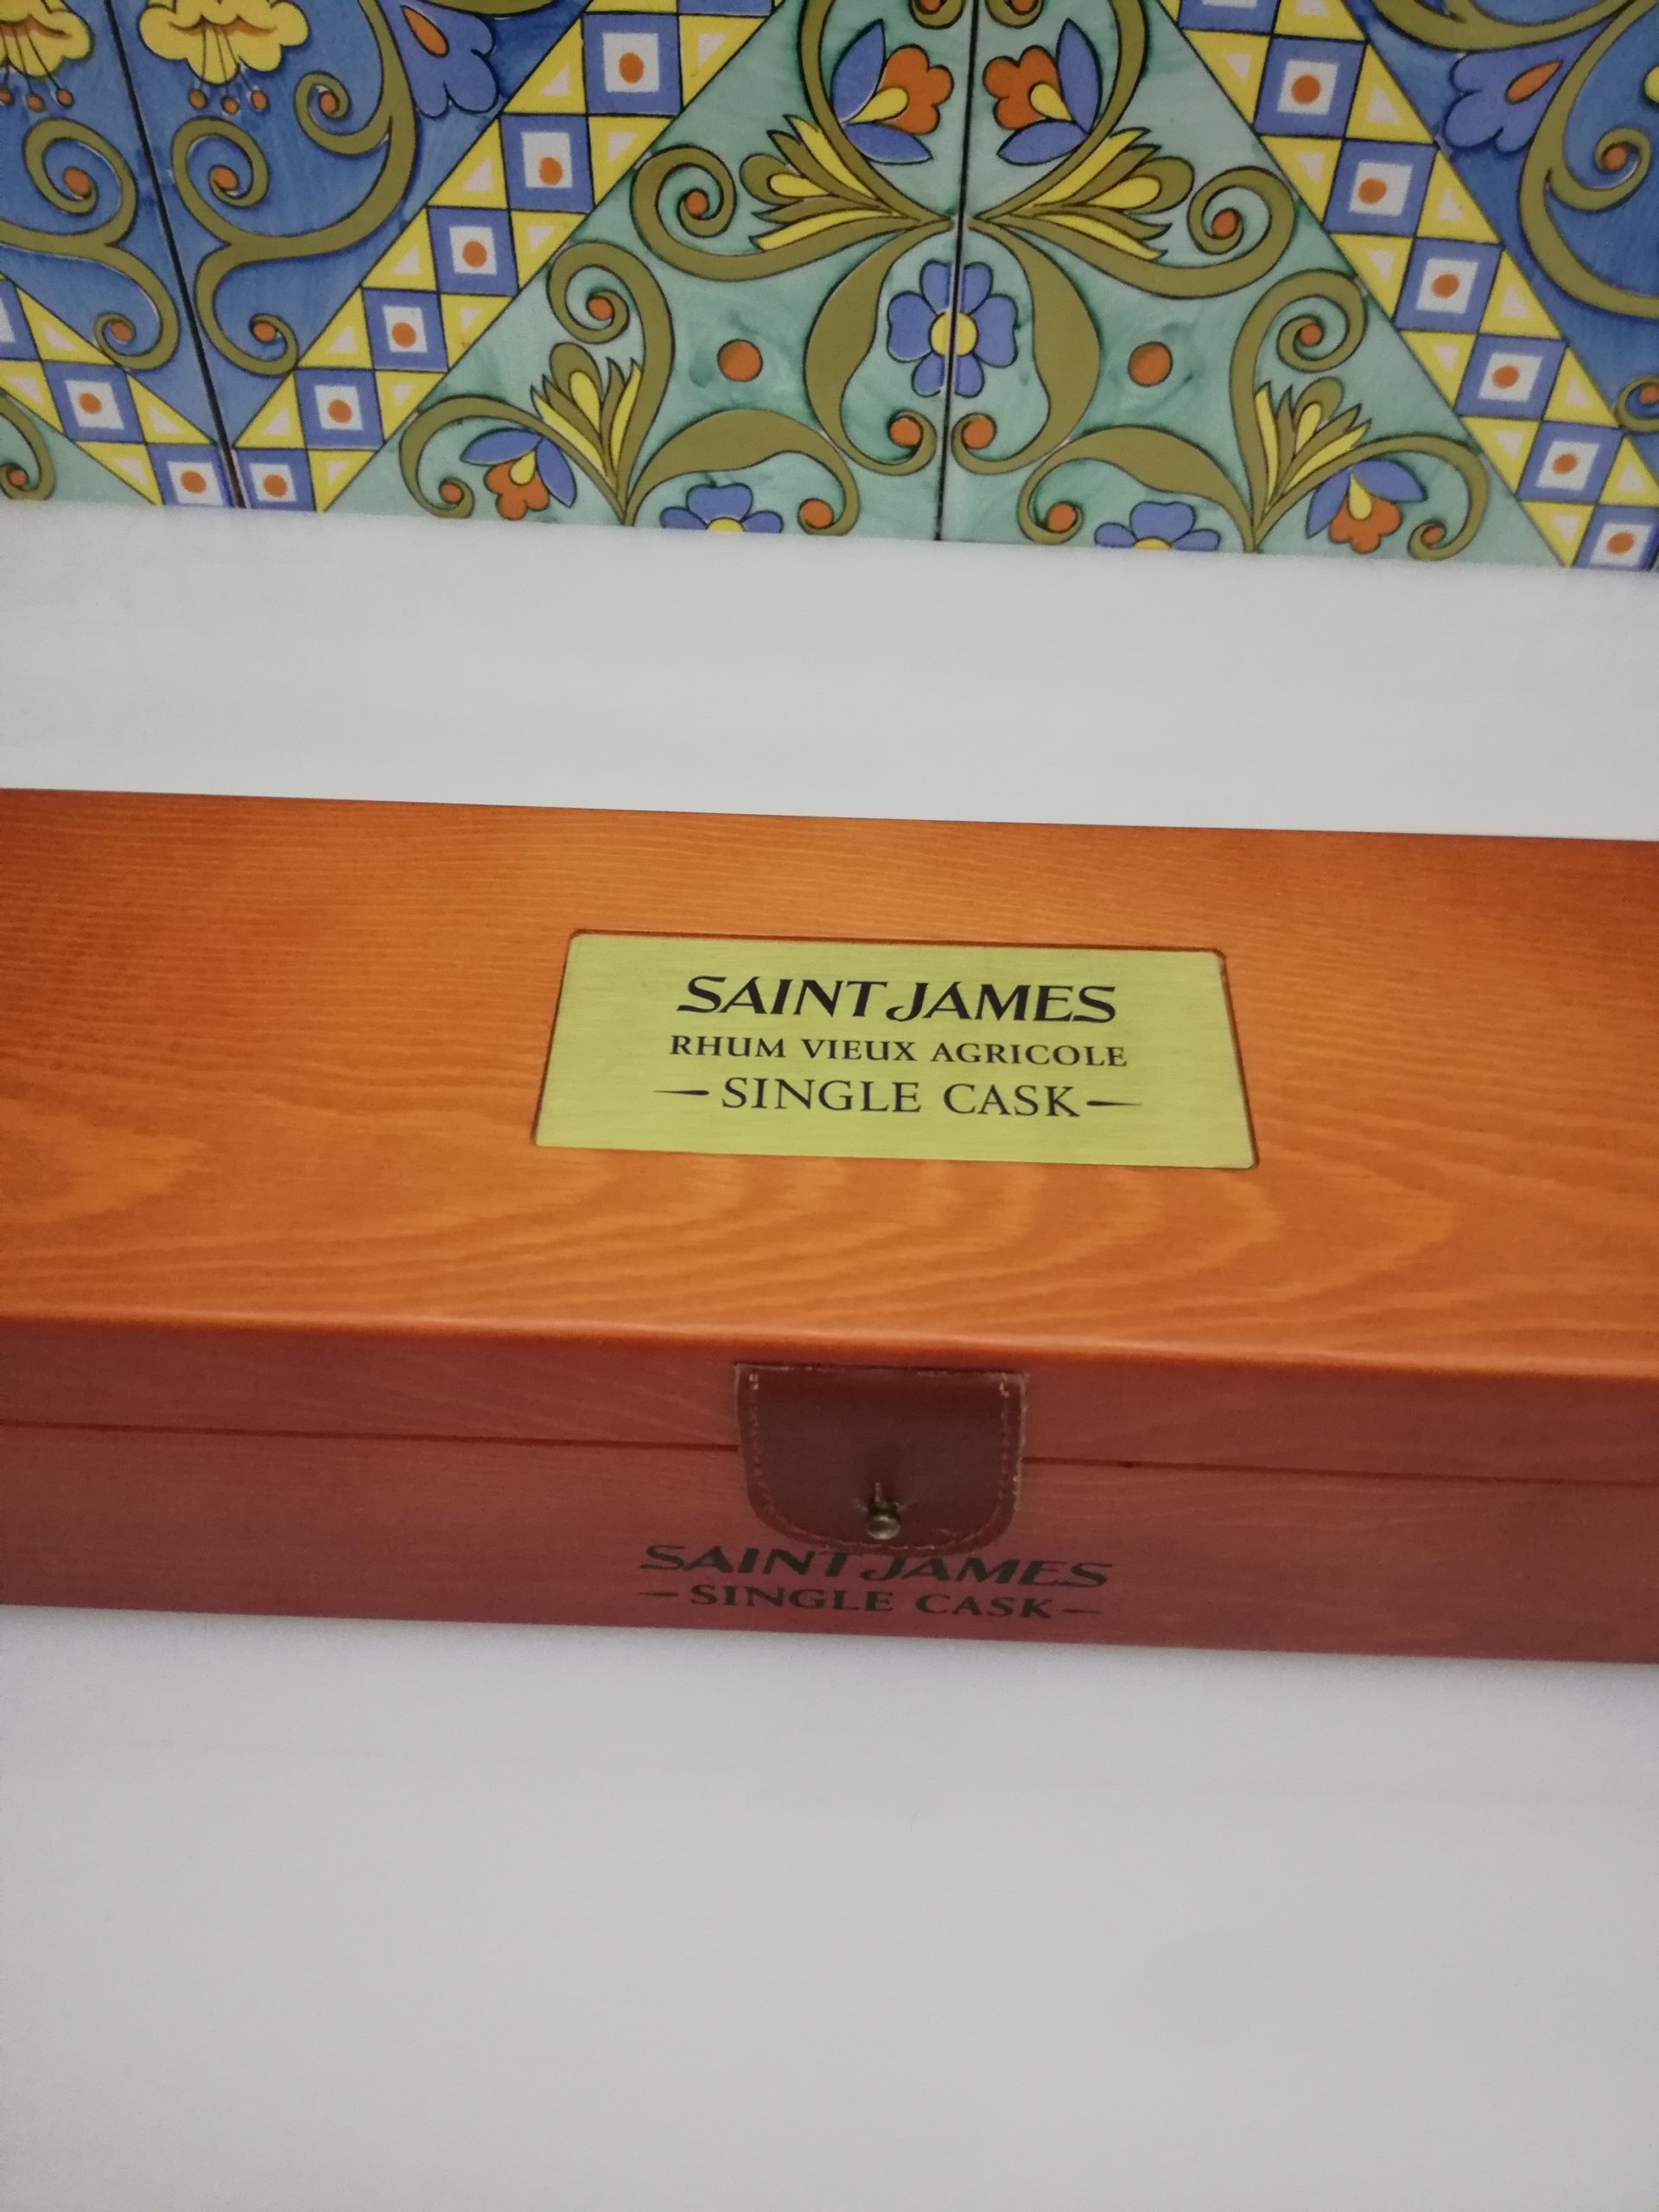 SAINT JAMES
RHUM VIEUX AGRICOLE
SINGLE CASK
SAINT JAMES
SINGLE CASK